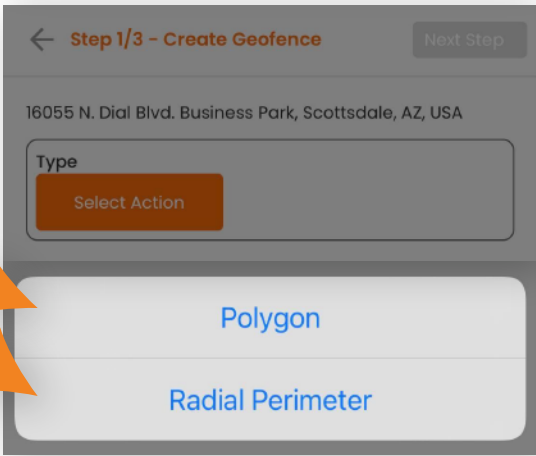 Step 1/3 - Create Geofence
Next Step
16055 N. Dial Blvd. Business Park, Scottsdale, AZ, USA
Type
Select Action
Polygon
Radial Perimeter